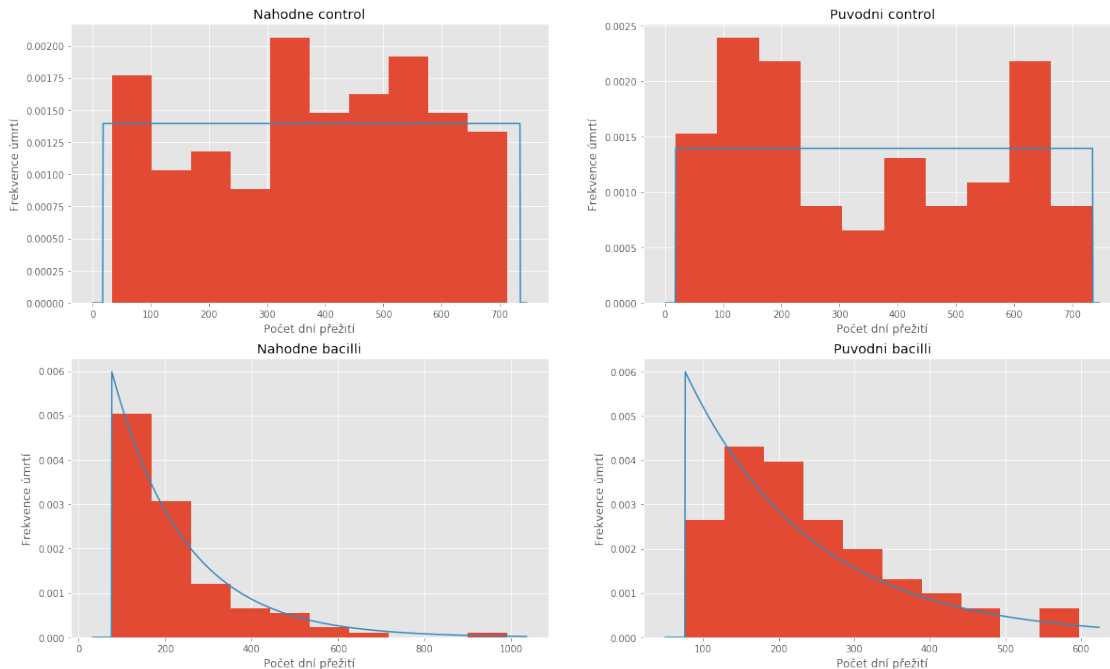 Nahodne control
Frekvence úmrtí
0.00200
0.00175
0.00150
0.00125
0.00100
0.00075
0.00050
0.00025
0.00000
0 100 200 300 400 500 600 700
Počet dní přežití
Puvodni control
Frekvence úmrtí
0.0025
0.0020
0.0015
0.0010
0.0005
0.0000
0 100 200 300 400 500 600 700
Počet dní přežití
Nahodne bacilli
Frekvence úmrtí
0.006
0.005
0.004
0.003
0.002
0.001
0.000
0 200 400 600 800 1000
Počet dní přežití
Puvodni bacilli
Frekvence úmrtí
0.006
0.005
0.004
0.003
0.002
0.001
0.000
100 200 300 400 500 600
Počet dní přežití